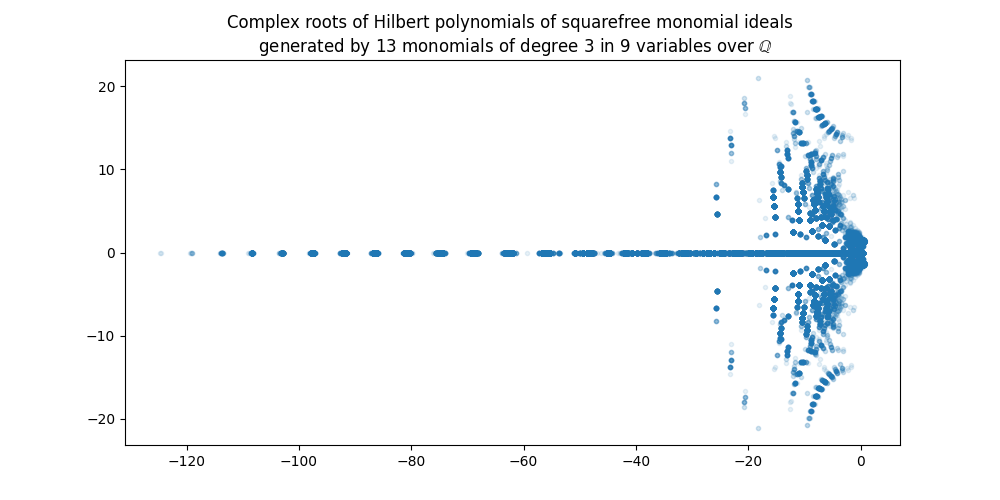 Complex roots of Hilbert polynomials of squarefree monomial ideals
generated by 13 monomials of degree 3 in 9 variables over ℚ
20
10
0
−10
−20
−120 −100 −80 −60 −40 −20 0